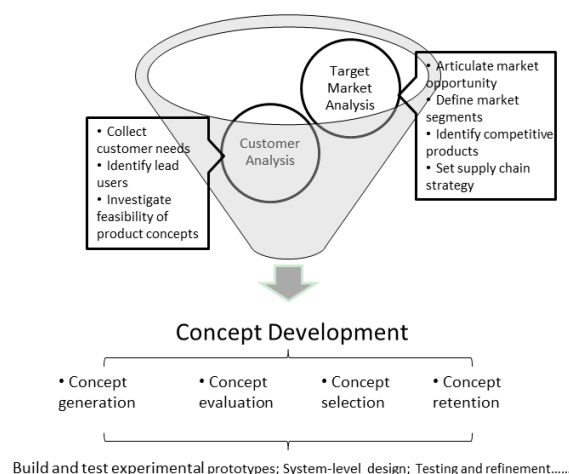 Target
Market
Analysis
• Articulate market
opportunity
• Define market
segments
• Identify competitive
products
• Set supply chain
strategy
• Collect
customer needs
• Identify lead
users
• Investigate
feasibility of
product concepts
Customer
Analysis
Concept Development
• Concept
generation
• Concept
evaluation
• Concept
selection
• Concept
retention
Build and test experimental prototypes; System-level design; Testing and refinement......